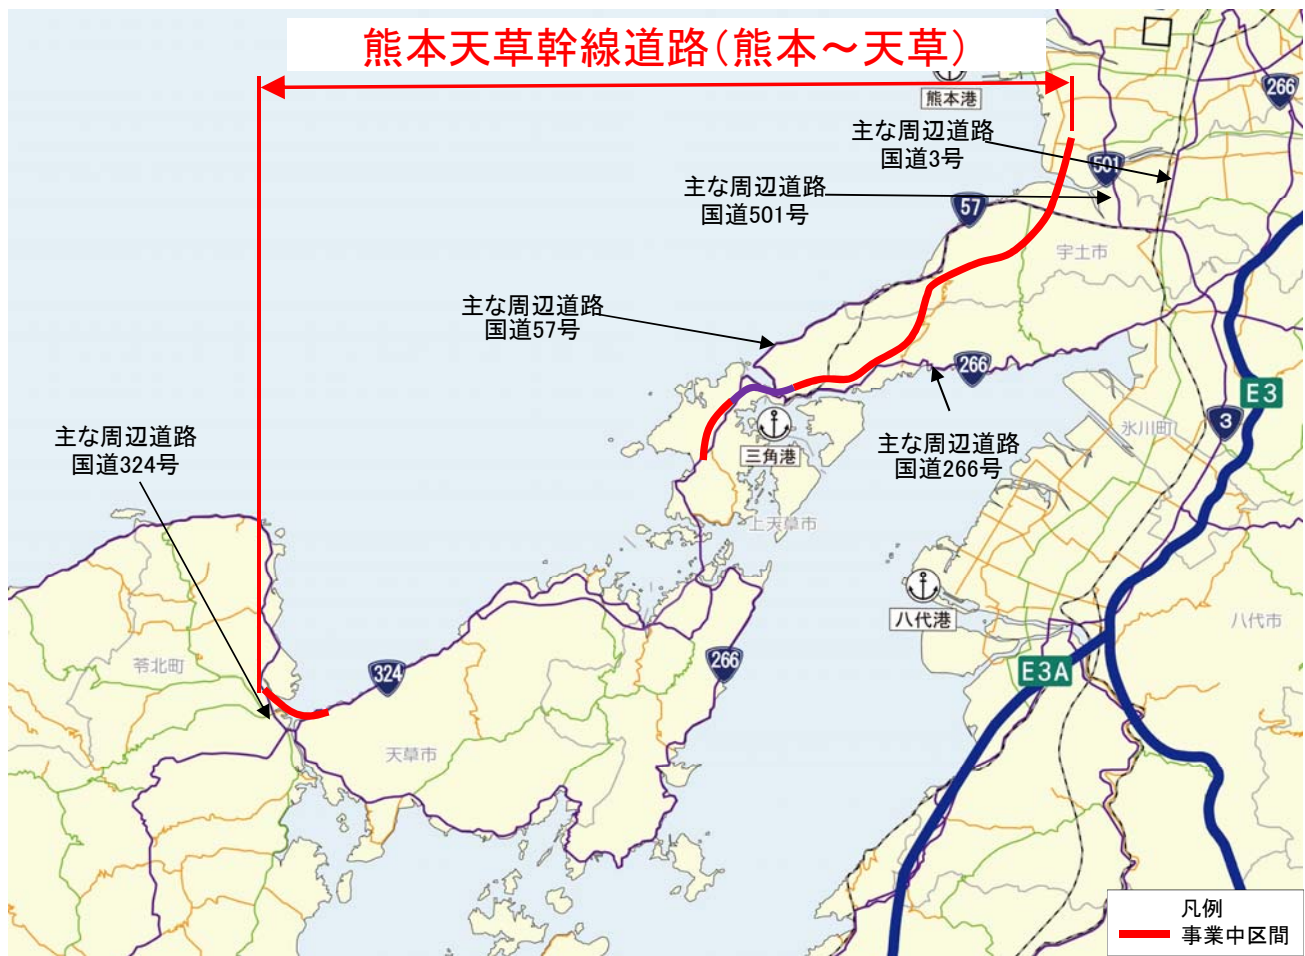 熊本天草幹線道路(熊本～天草)
熊本港
266
主な周辺道路
国道3号
501
主な周辺道路
国道501号
57
宇土市
主な周辺道路
国道57号
266
E3
3
氷川町
三角港
主な周辺道路
国道266号
主な周辺道路
国道324号
上天草市
八代港
八代市
苓北町
324
266
E3A
天草市
凡例
事業中区間